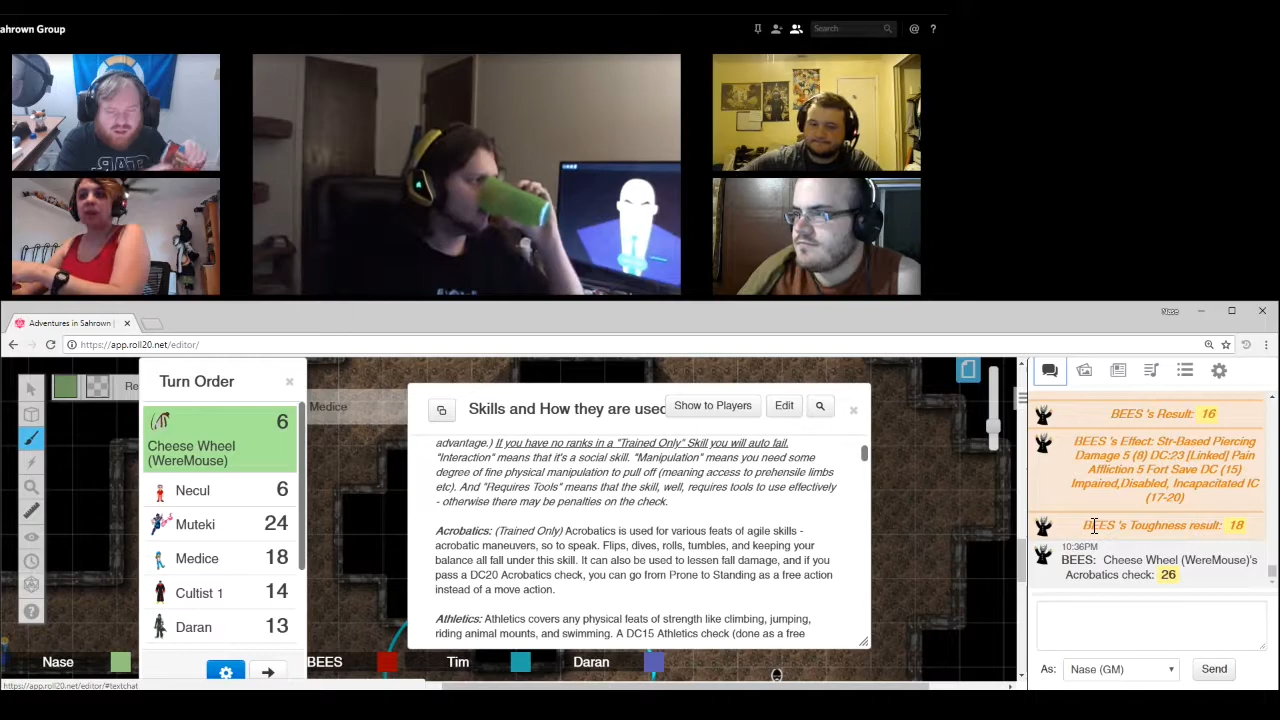 ahrown Group
Search
@
?
Adventures in Sahrown |
Nose
https://app.roll20.net/editor/
Re
Turn Order
6
Cheese Wheel
(WereMouse)
Necul
6
Muteki
24
Medice
18
Cultist 1
14
Daran
13
Medice
Skills and How they are used
Show to Players
Edit
advantage.) If you have no ranks in a "Trained Only" Skill you will auto fail.
"Interaction" means that it's a social skill. "Manipulation" means you need some
degree of fine physical manipulation to pull off (meaning access to prehensile limbs
etc). And "Requires Tools" means that the skill, well, requires tools to use effectively
- otherwise there may be penalties on the check.
Acrobatics: (Trained Only) Acrobatics is used for various feats of agile skills -
acrobatic maneuvers, so to speak. Flips, dives, rolls, tumbles, and keeping your
balance all fall under this skill. It can also be used to lessen fall damage, and if you
pass a DC20 Acrobatics check, you can go from Prone to Standing as a free action
instead of a move action.
Athletics: Athletics covers any physical feats of strength like climbing, jumping,
riding animal mounts, and swimming. A DC15 Athletics check (done as a free
BEES 's Result: 16
BEES 's Effect: Str-Based Piercing
Damage 5 (8) DC:23 [Linked] Pain
Affliction 5 Fort Save DC (15)
Impaired,Disabled, Incapacitated IC
(17-20)
BEES 's Toughness result: 18
10:36PM
BEES: Cheese Wheel (WereMouse)'s
Acrobatics check: 26
As:
Nase (GM)
Send
Nase
BEES
Tim
Daran
https://app.roll20.net/editor/#textchat